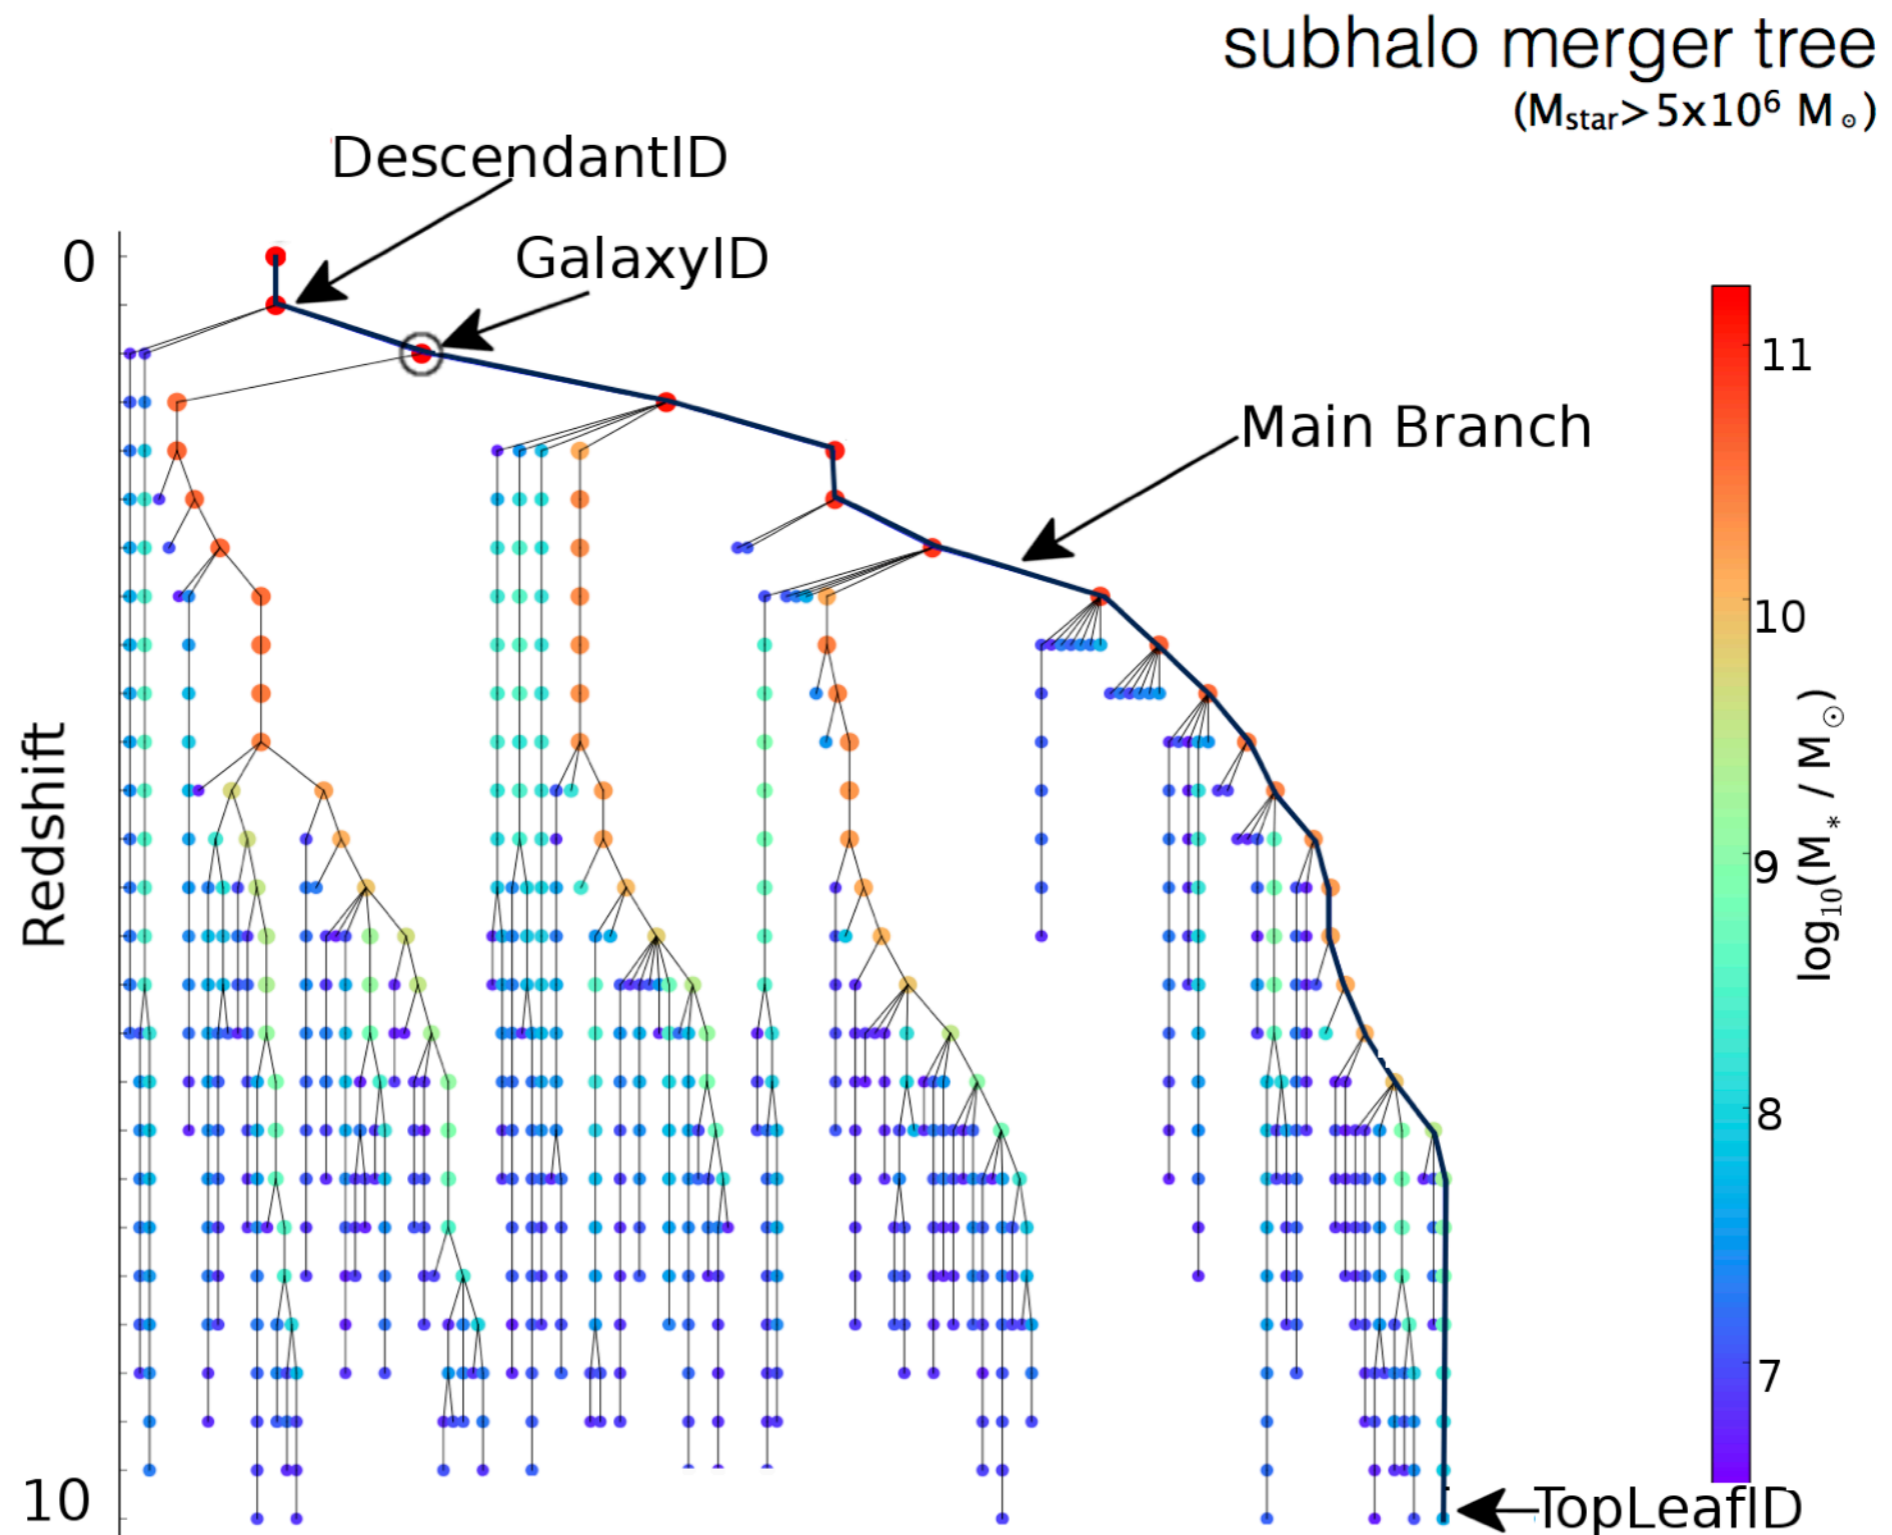 subhalo merger tree
(Mstar>5x10⁶ M☉)
DescendantID
GalaxyID
Main Branch
0
Redshift
10
11
10
9
8
7
log₁₀(M* / M☉)
TopLeafID